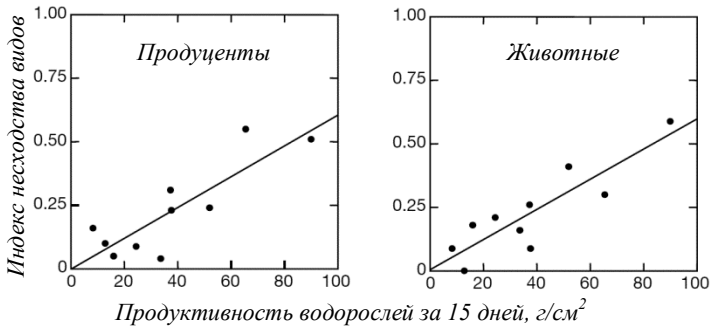 Индекс несходства видов
1.00
0.75
0.50
0.25
0
Продуценты
0 20 40 60 80 100
1.00
0.75
0.50
0.25
0
Животные
0 20 40 60 80 100
Продуктивность водорослей за 15 дней, г/см²